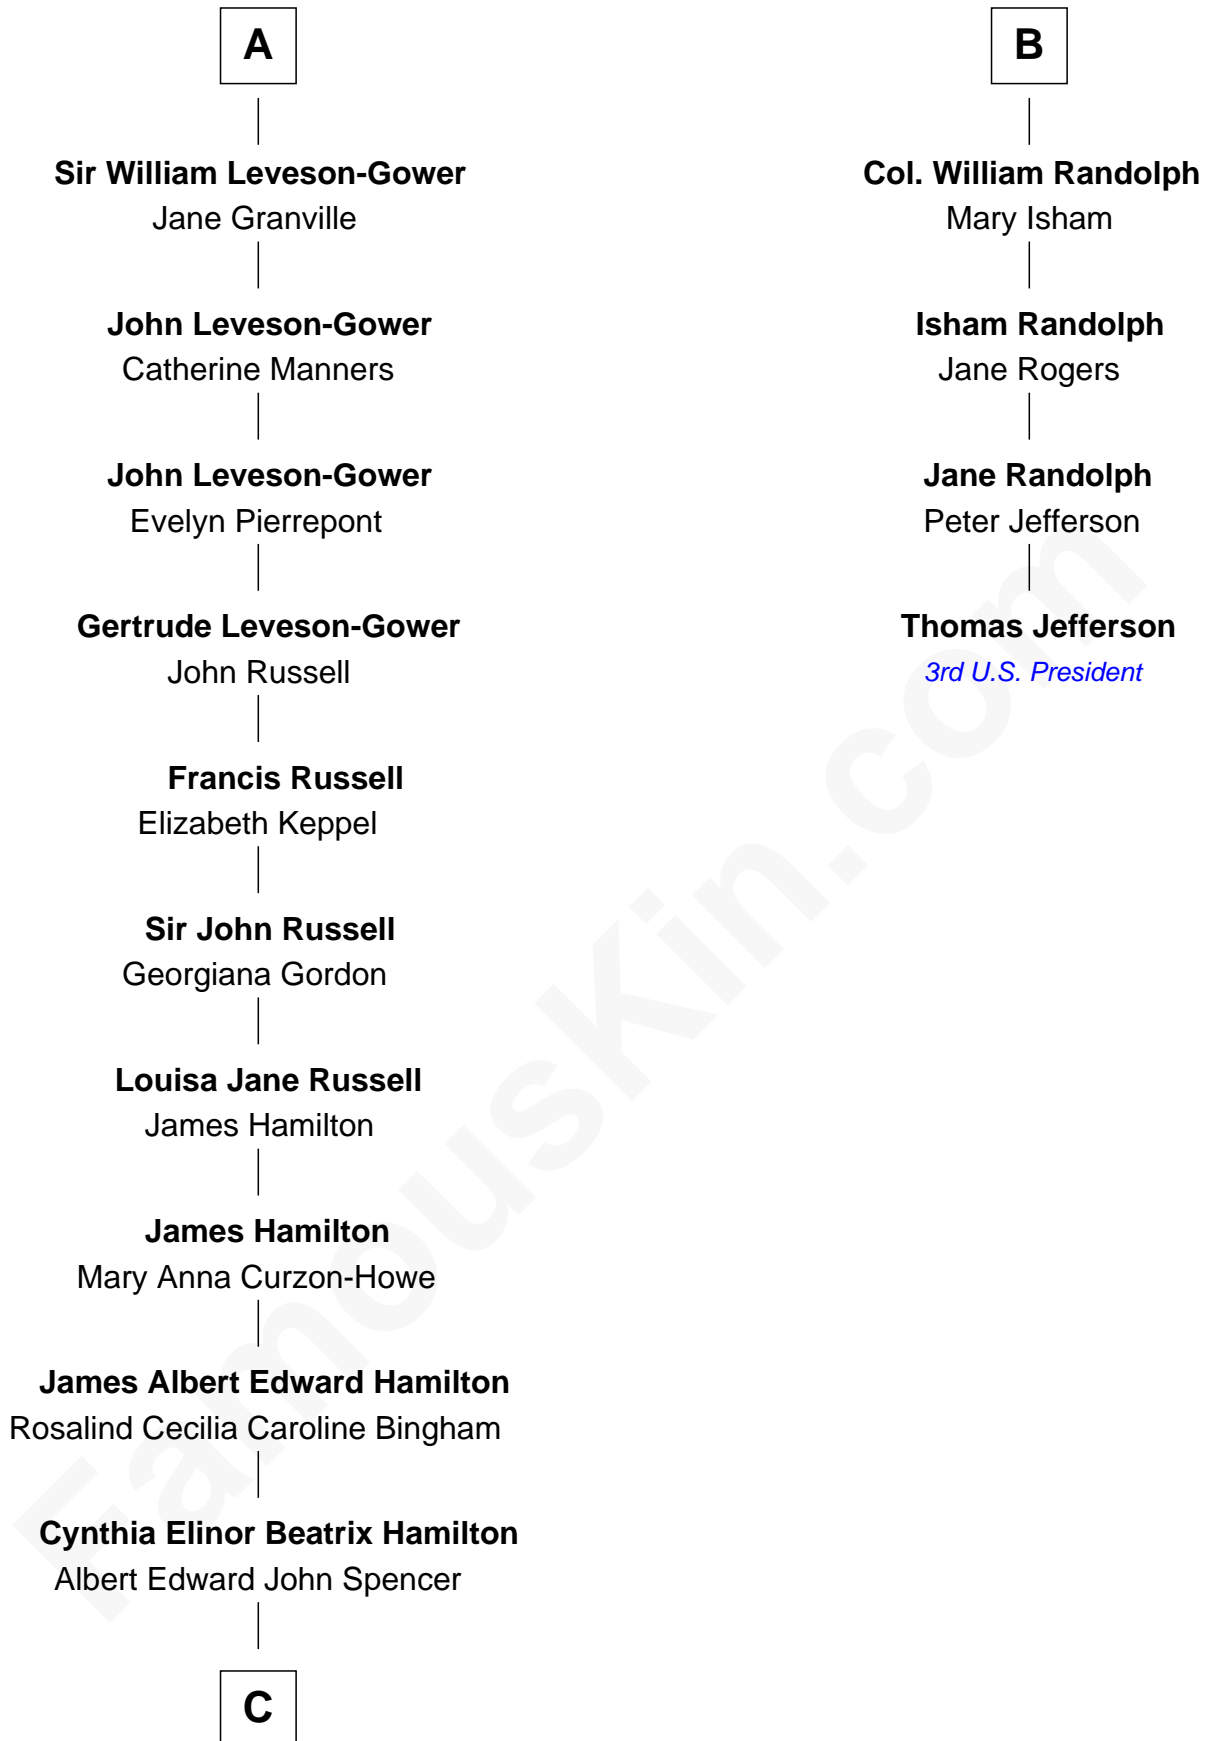 A
Sir William Leveson-Gower
Jane Granville
John Leveson-Gower
Catherine Manners
John Leveson-Gower
Evelyn Pierrepont
Gertrude Leveson-Gower
John Russell
Francis Russell
Elizabeth Keppel
Sir John Russell
Georgiana Gordon
Louisa Jane Russell
James Hamilton
James Hamilton
Mary Anna Curzon-Howe
James Albert Edward Hamilton
Rosalind Cecilia Caroline Bingham
Cynthia Elinor Beatrix Hamilton
Albert Edward John Spencer
C
B
Col. William Randolph
Mary Isham
Isham Randolph
Jane Rogers
Jane Randolph
Peter Jefferson
Thomas Jefferson
3rd U.S. President
FamousKin.com